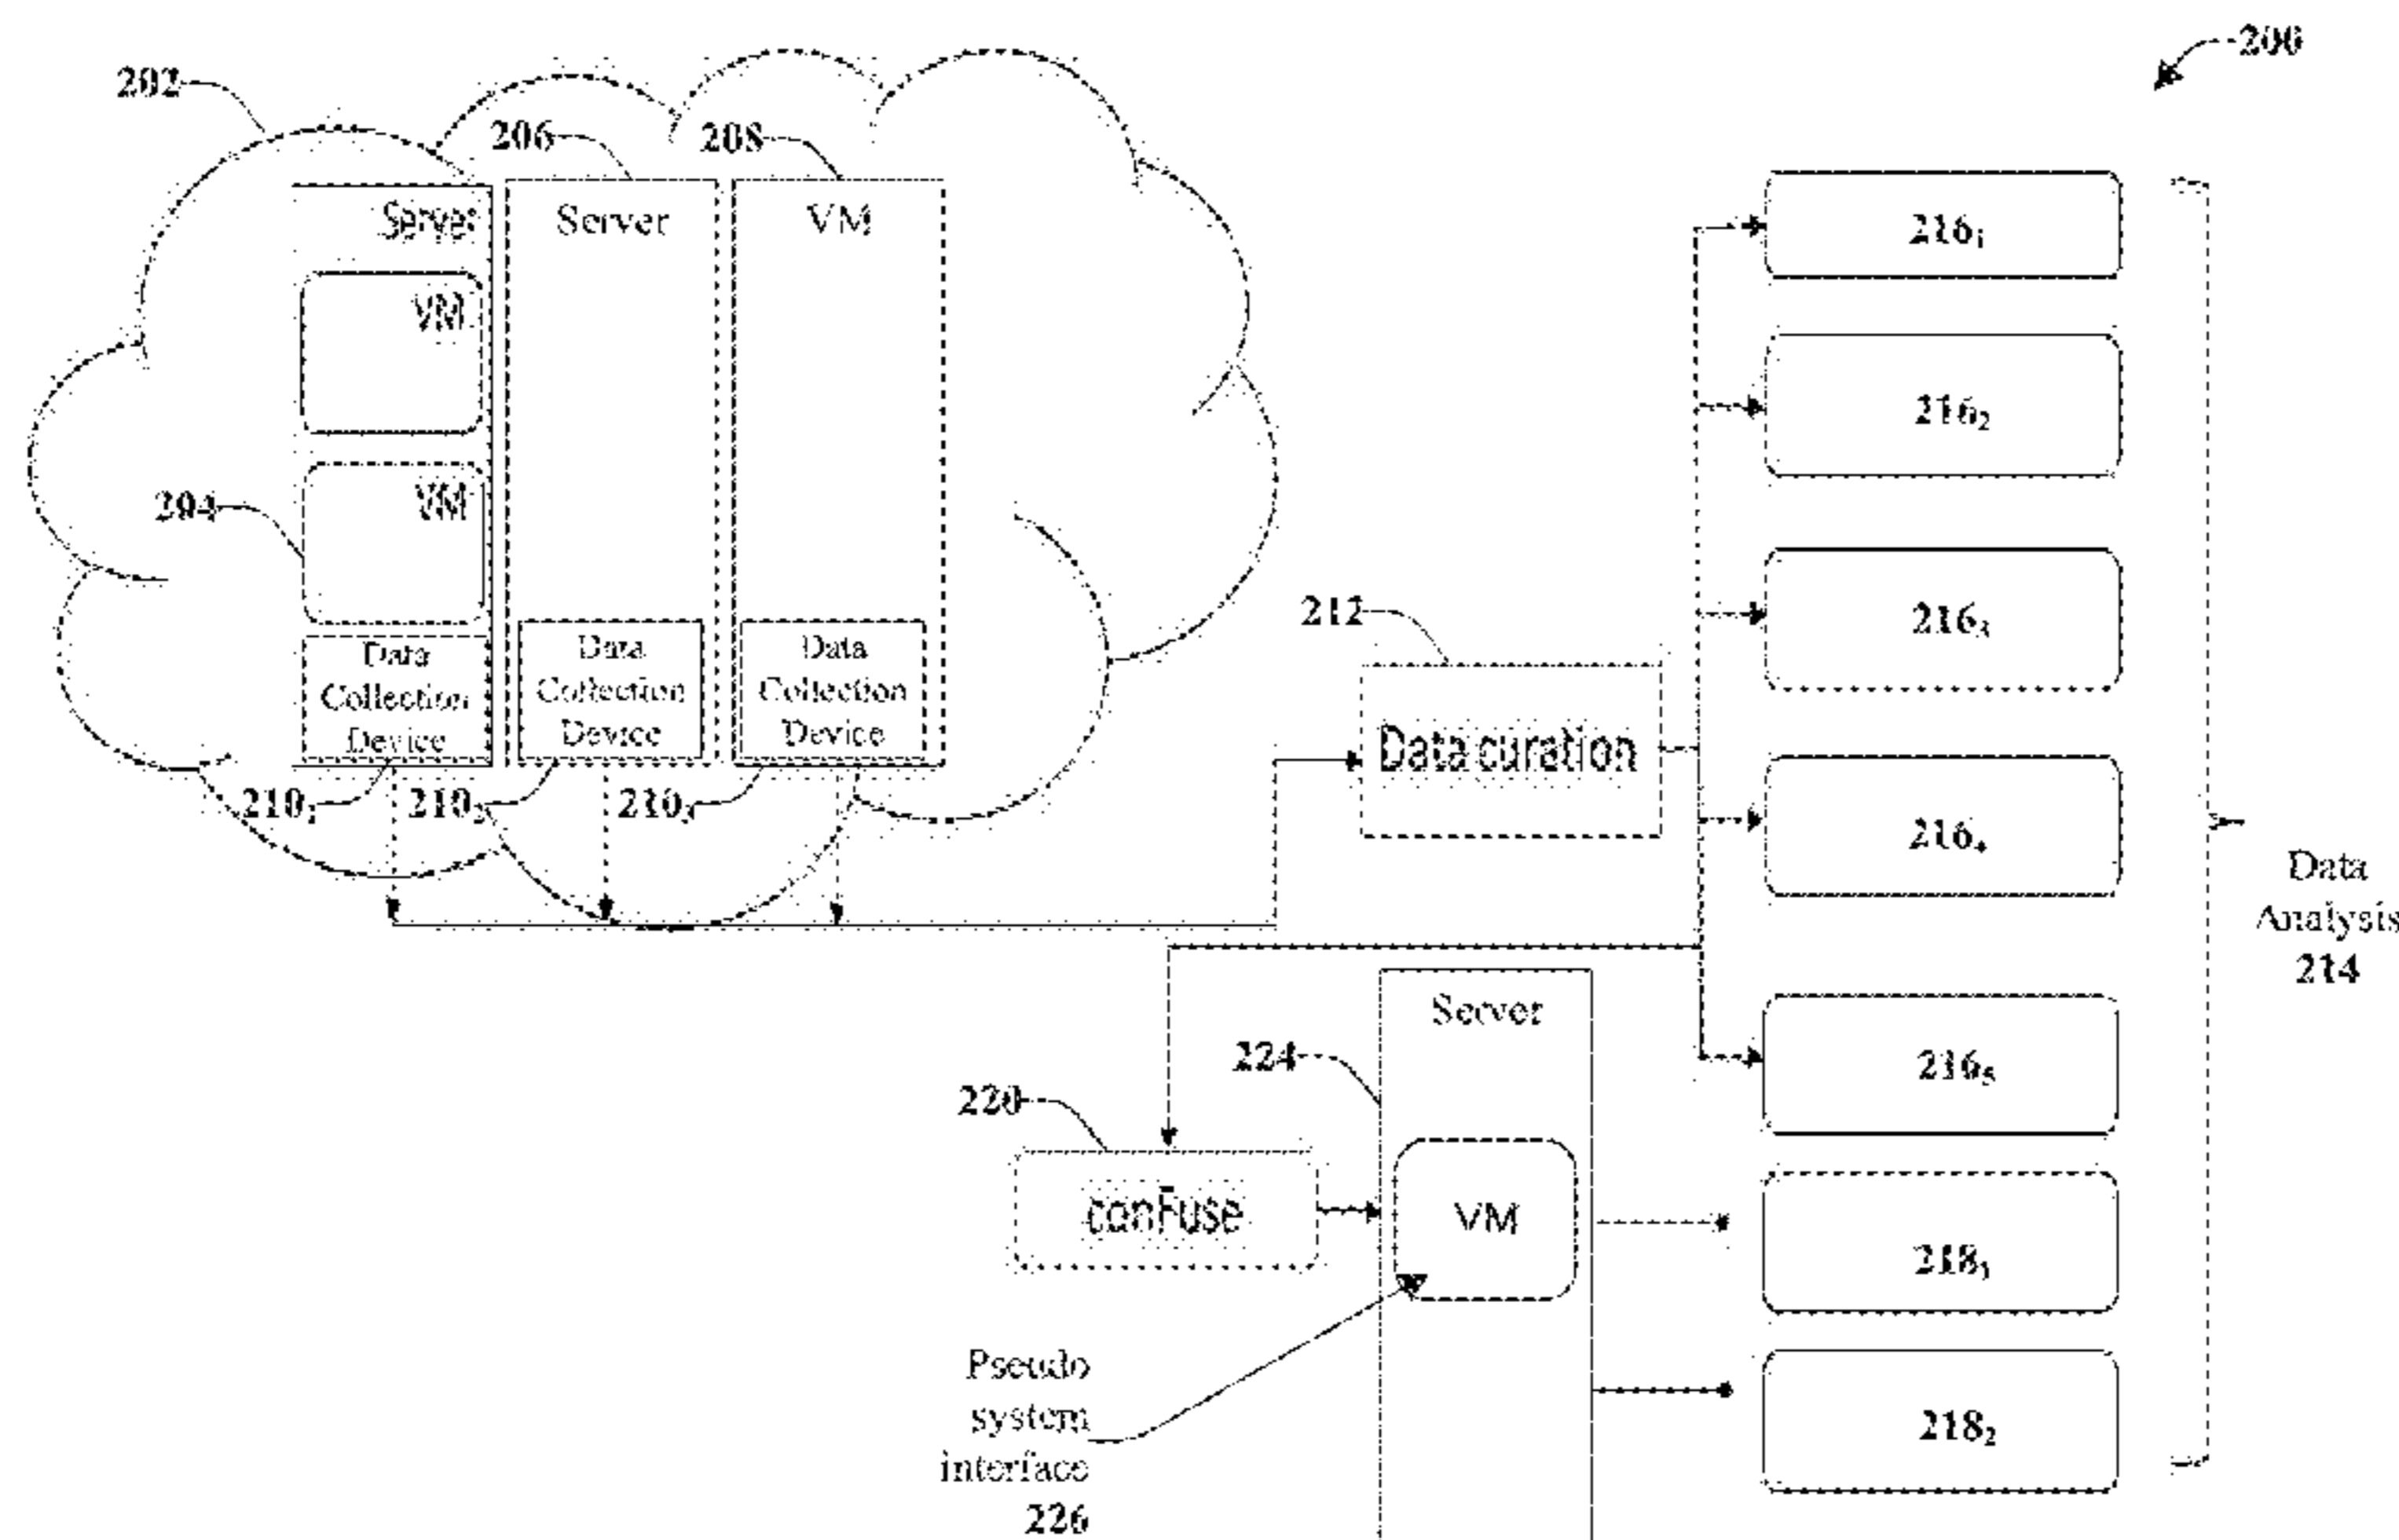 200
202
206
208
Server
Server
VM
VM
VM
204
Data
Collection
Device
Data
Collection
Device
Data
Collection
Device
210₁
210₂
210₃
212
Data curation
216₁
216₂
216₃
216₄
216₅
218₁
218₂
Data
Analysis
214
220
conFuse
224
Server
VM
Pseudo
system
interface
226